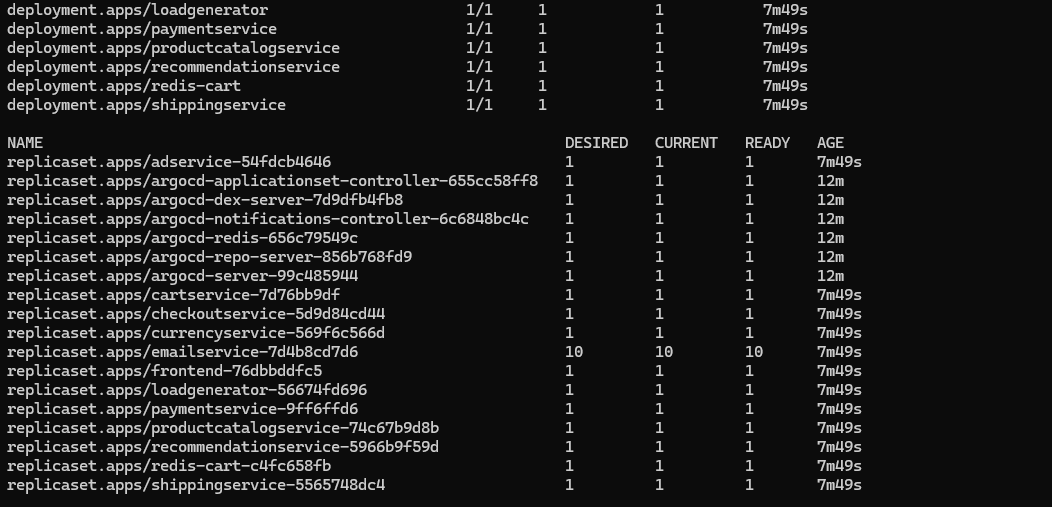 deployment.apps/loadgenerator 1/1 1 1 7m49s
deployment.apps/paymentservice 1/1 1 1 7m49s
deployment.apps/productcatalogservice 1/1 1 1 7m49s
deployment.apps/recommendationservice 1/1 1 1 7m49s
deployment.apps/redis-cart 1/1 1 1 7m49s
deployment.apps/shippingservice 1/1 1 1 7m49s
NAME DESIRED CURRENT READY AGE
replicaset.apps/adservice-54fdcb4646 1 1 1 7m49s
replicaset.apps/argocd-applicationset-controller-655cc58ff8 1 1 1 12m
replicaset.apps/argocd-dex-server-7d9dfb4fb8 1 1 1 12m
replicaset.apps/argocd-notifications-controller-6c6848bc4c 1 1 1 12m
replicaset.apps/argocd-redis-656c79549c 1 1 1 12m
replicaset.apps/argocd-repo-server-856b768fd9 1 1 1 12m
replicaset.apps/argocd-server-99c485944 1 1 1 12m
replicaset.apps/cartservice-7d76bb9df 1 1 1 7m49s
replicaset.apps/checkoutservice-5d9d84cd44 1 1 1 7m49s
replicaset.apps/currencyservice-569f6c566d 1 1 1 7m49s
replicaset.apps/emailservice-7d4b8cd7d6 10 10 10 7m49s
replicaset.apps/frontend-76dbbddfc5 1 1 1 7m49s
replicaset.apps/loadgenerator-56674fd696 1 1 1 7m49s
replicaset.apps/paymentservice-9ff6ffd6 1 1 1 7m49s
replicaset.apps/productcatalogservice-74c67b9d8b 1 1 1 7m49s
replicaset.apps/recommendationservice-5966b9f59d 1 1 1 7m49s
replicaset.apps/redis-cart-c4fc658fb 1 1 1 7m49s
replicaset.apps/shippingservice-5565748dc4 1 1 1 7m49s